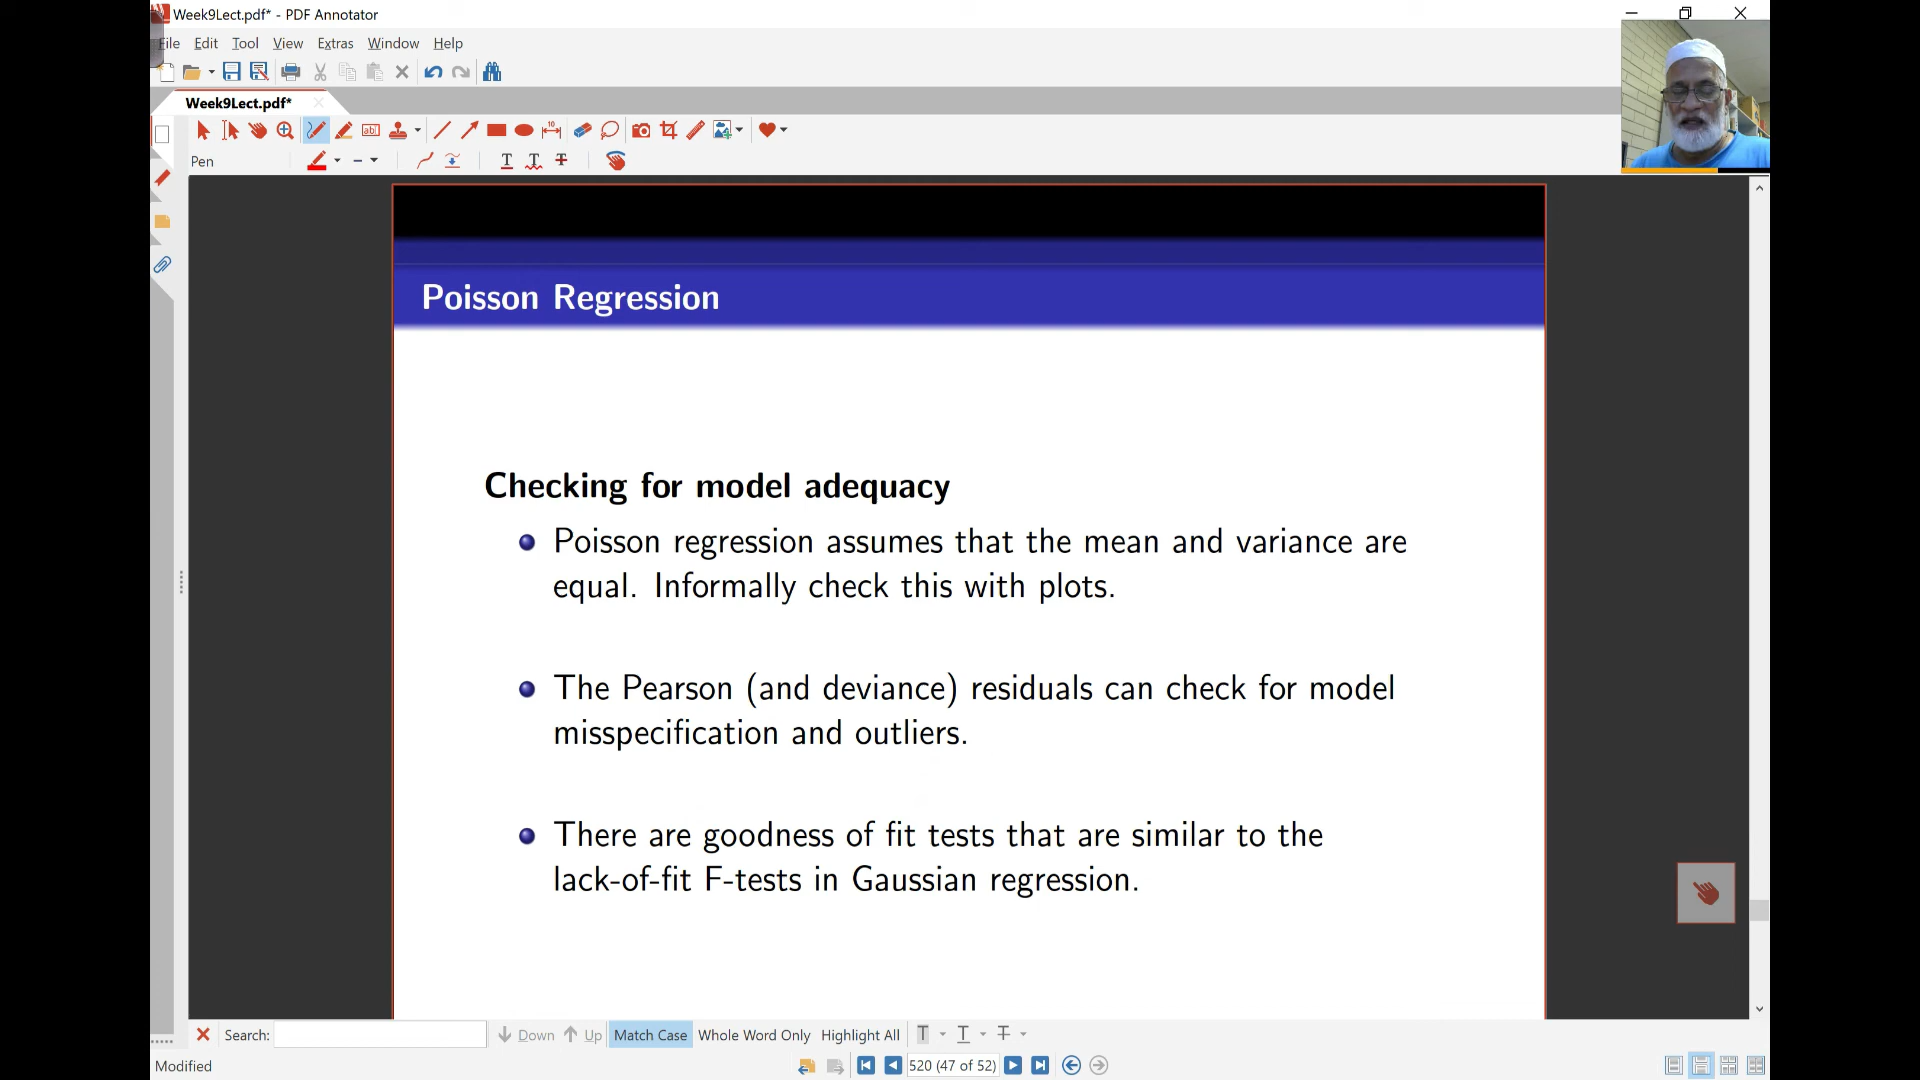 Week9Lect.pdf* - PDF Annotator
File Edit Tool View Extras Window Help
Week9Lect.pdf*
Pen
Poisson Regression
Checking for model adequacy
Poisson regression assumes that the mean and variance are
equal. Informally check this with plots.
The Pearson (and deviance) residuals can check for model
misspecification and outliers.
There are goodness of fit tests that are similar to the
lack-of-fit F-tests in Gaussian regression.
Search: Down Up Match Case Whole Word Only Highlight All
Modified 520 (47 of 52)